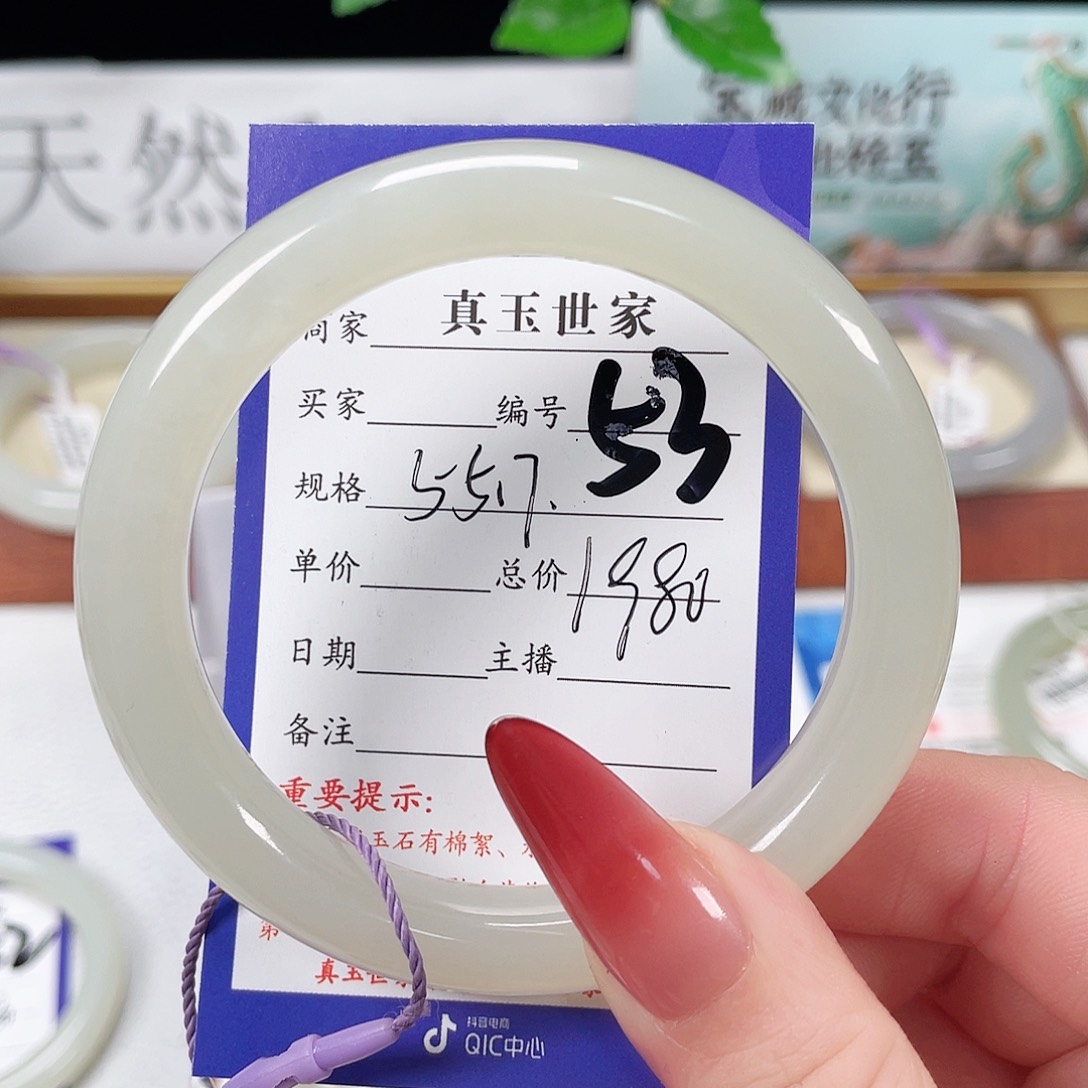 天然
文化行
商家 真玉世家
买家 编号 53
规格 55.17.
单价 总价 1980
日期 主播
备注
重要提示:
玉石有棉絮、
第
真玉世
抖音电商
QIC中心